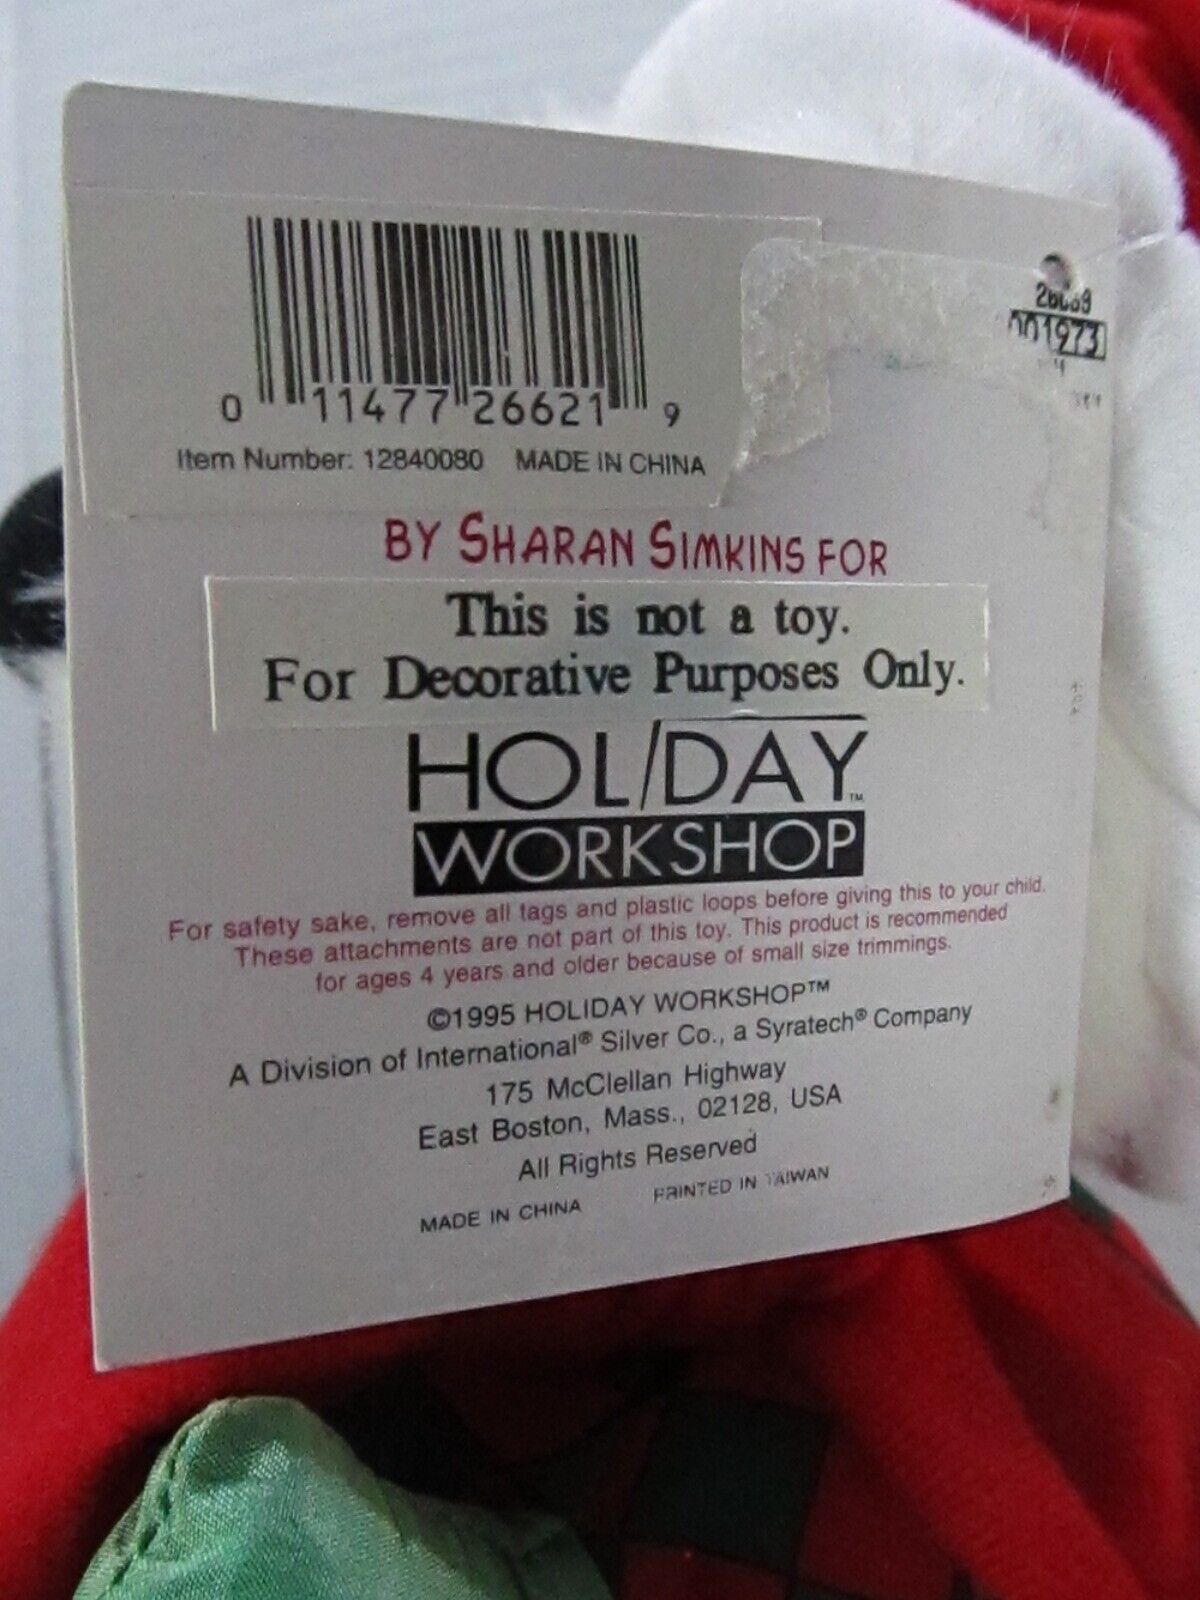 0 11477 26621 9
Item Number: 12840080 MADE IN CHINA
BY SHARAN SIMKINS FOR
This is not a toy.
For Decorative Purposes Only.
HOLIDAY™
WORKSHOP
For safety sake, remove all tags and plastic loops before giving this to your child.
These attachments are not part of this toy. This product is recommended
for ages 4 years and older because of small size trimmings.
©1995 HOLIDAY WORKSHOP™
A Division of International® Silver Co., a Syratech® Company
175 McClellan Highway
East Boston, Mass., 02128, USA
All Rights Reserved
MADE IN CHINA PRINTED IN TAIWAN